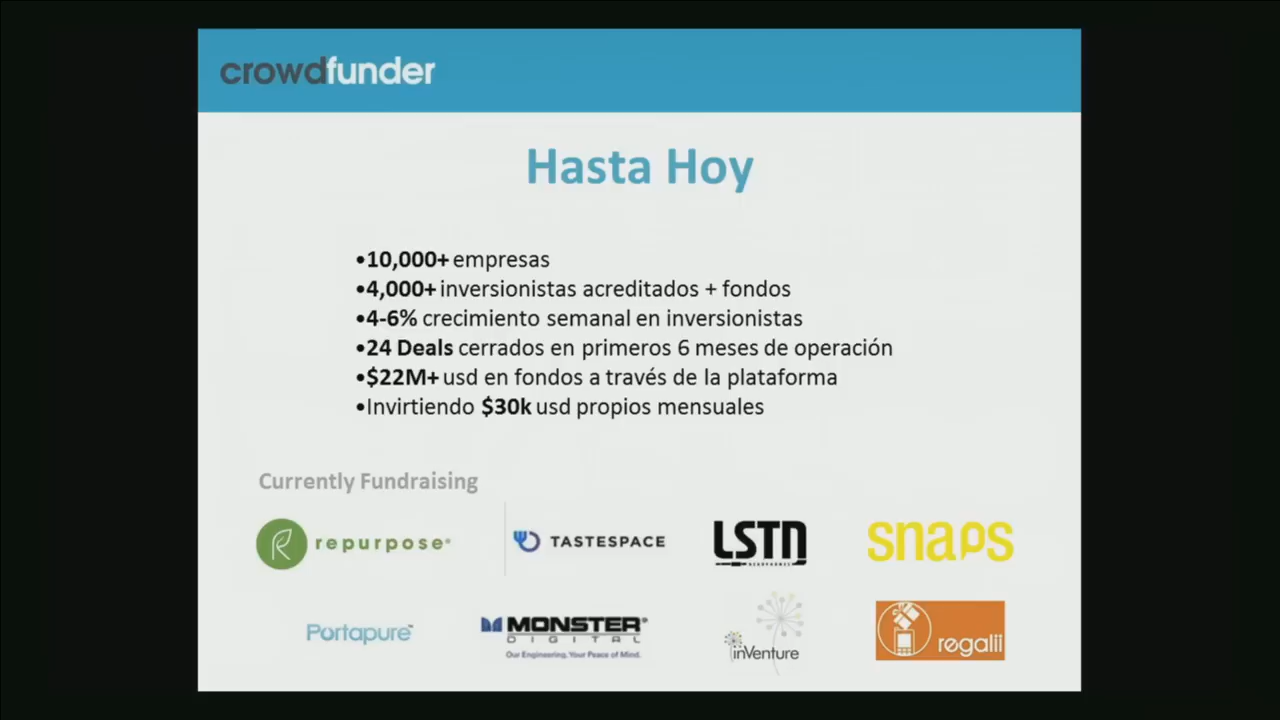 crowdfunder
Hasta Hoy
•10,000+ empresas
•4,000+ inversionistas acreditados + fondos
•4-6% crecimiento semanal en inversionistas
•24 Deals cerrados en primeros 6 meses de operación
•$22M+ usd en fondos a través de la plataforma
•Invirtiendo $30k usd propios mensuales
Currently Fundraising
repurpose®
TASTESPACE
LSTN
HEADPHONES
snaps
Portapure™
MONSTER®
DIGITAL
Our Engineering, Your Peace of Mind.
inVenture
regalii